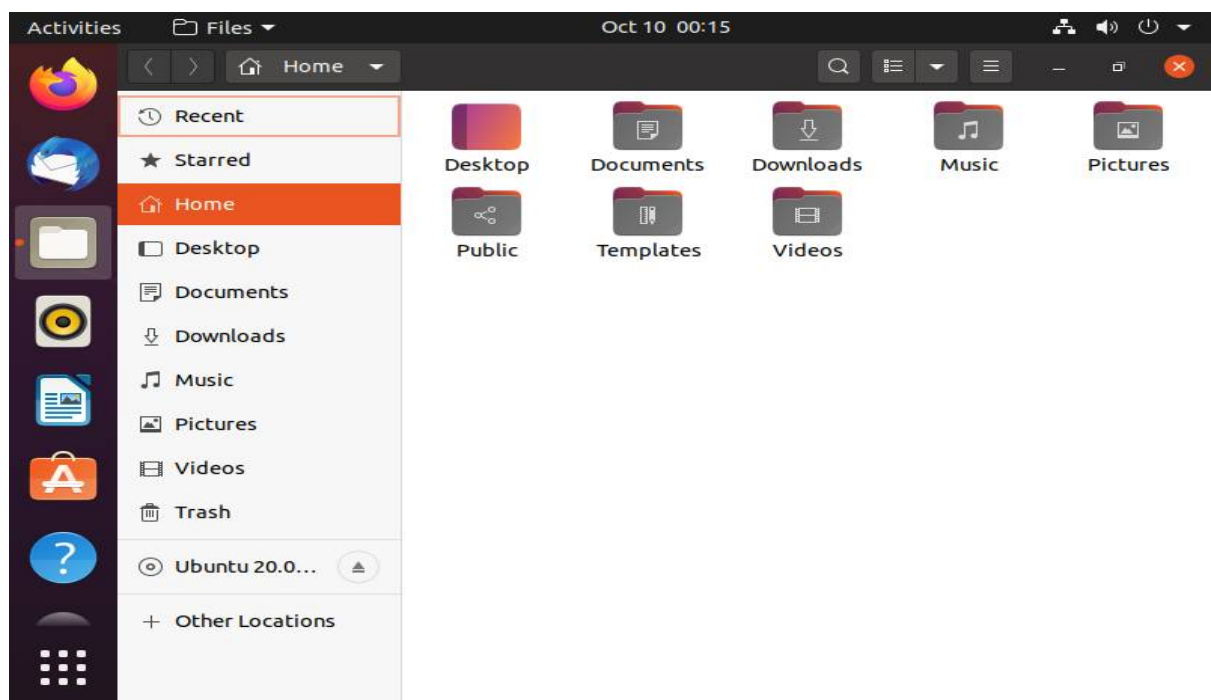 Activities Files Oct 10 00:15
Home
Recent
Starred
Home
Desktop
Documents
Downloads
Music
Pictures
Videos
Trash
Ubuntu 20.0...
Other Locations
Desktop Documents Downloads Music Pictures
Public Templates Videos